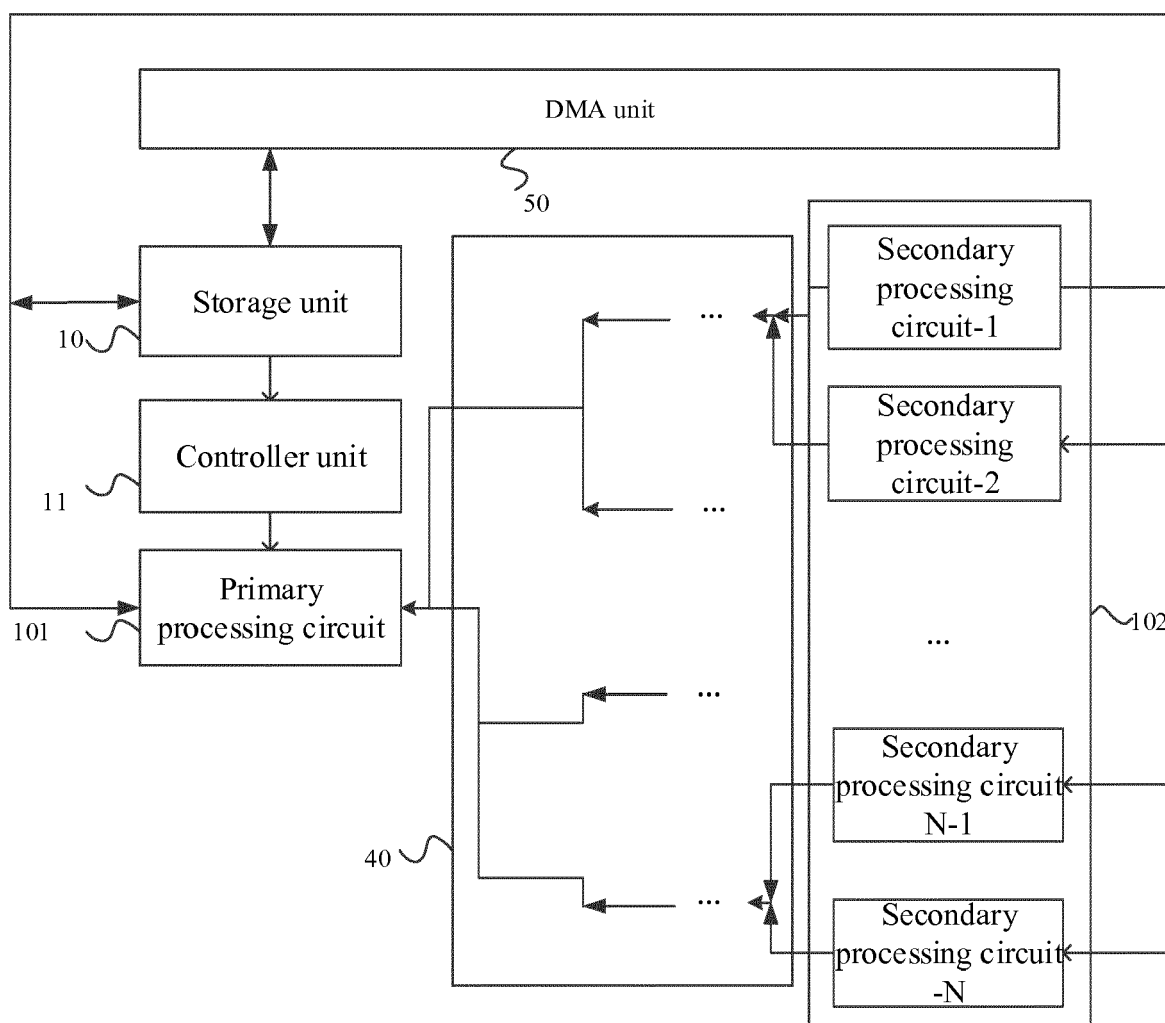 DMA unit
50
Storage unit
10
Controller unit
11
Primary
processing circuit
101
40
...
...
...
...
Secondary
processing
circuit-1
Secondary
processing
circuit-2
...
102
Secondary
processing circuit
N-1
Secondary
processing circuit
-N